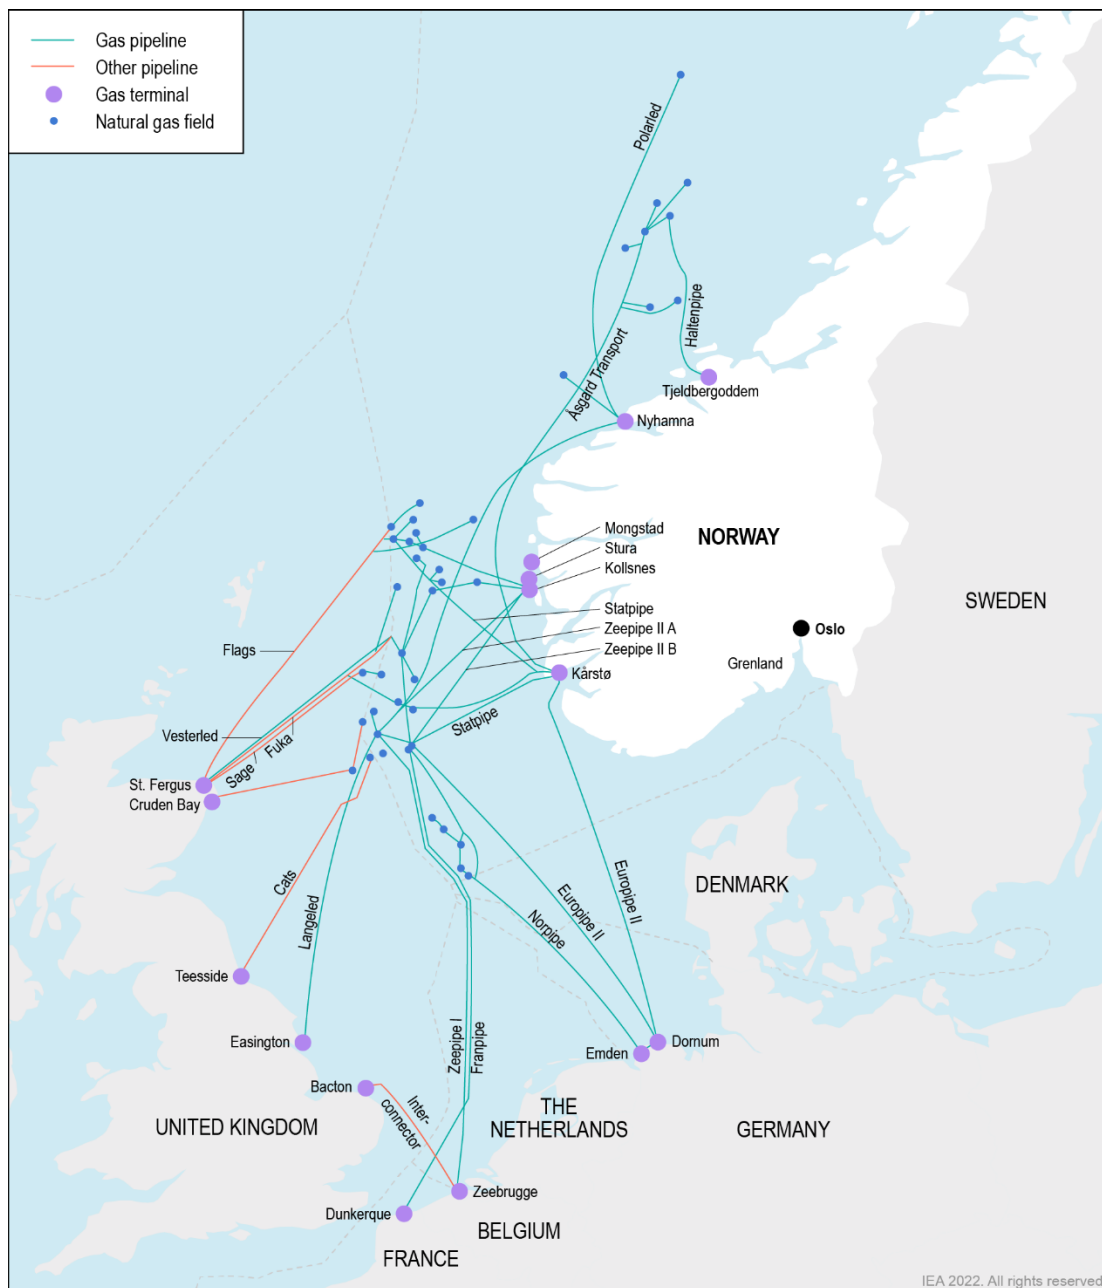 Gas pipeline
Other pipeline
Gas terminal
Natural gas field
Polarled
Haltenpipe
Åsgard Transport
Tjeldbergoddem
Nyhamna
Mongstad
Stura
Kollsnes
NORWAY
SWEDEN
Statpipe
Zeepipe II A
Zeepipe II B
Oslo
Grenland
Flags
Kårstø
Statpipe
Vesterled
Fuka
Sage
St. Fergus
Cruden Bay
Cats
Langeled
Europipe II
Europipe II
Norpipe
DENMARK
Teesside
Easington
Zeepipe I
Franpipe
Dornum
Emden
Bacton
Inter-
connector
UNITED KINGDOM
THE
NETHERLANDS
GERMANY
Zeebrugge
Dunkerque
BELGIUM
FRANCE
IEA 2022. All rights reserved